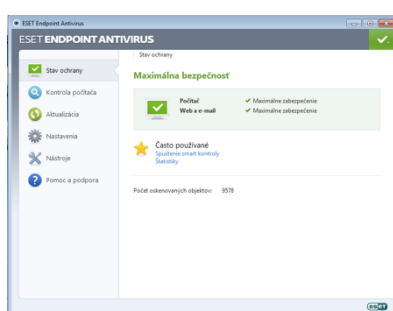 ESET Endpoint Antivirus
ESET ENDPOINT ANTIVIRUS
Stav ochrany
Kontrola počítača
Aktualizácia
Nastavenia
Nástroje
Pomoc a podpora
Stav ochrany
Maximálna bezpečnosť
Počítač ✔ Maximálne zabezpečenie
Web a e-mail ✔ Maximálne zabezpečenie
Často používané
Spustenie smart kontroly
Štatistiky
Počet oskenovaných objektov: 9578
eset